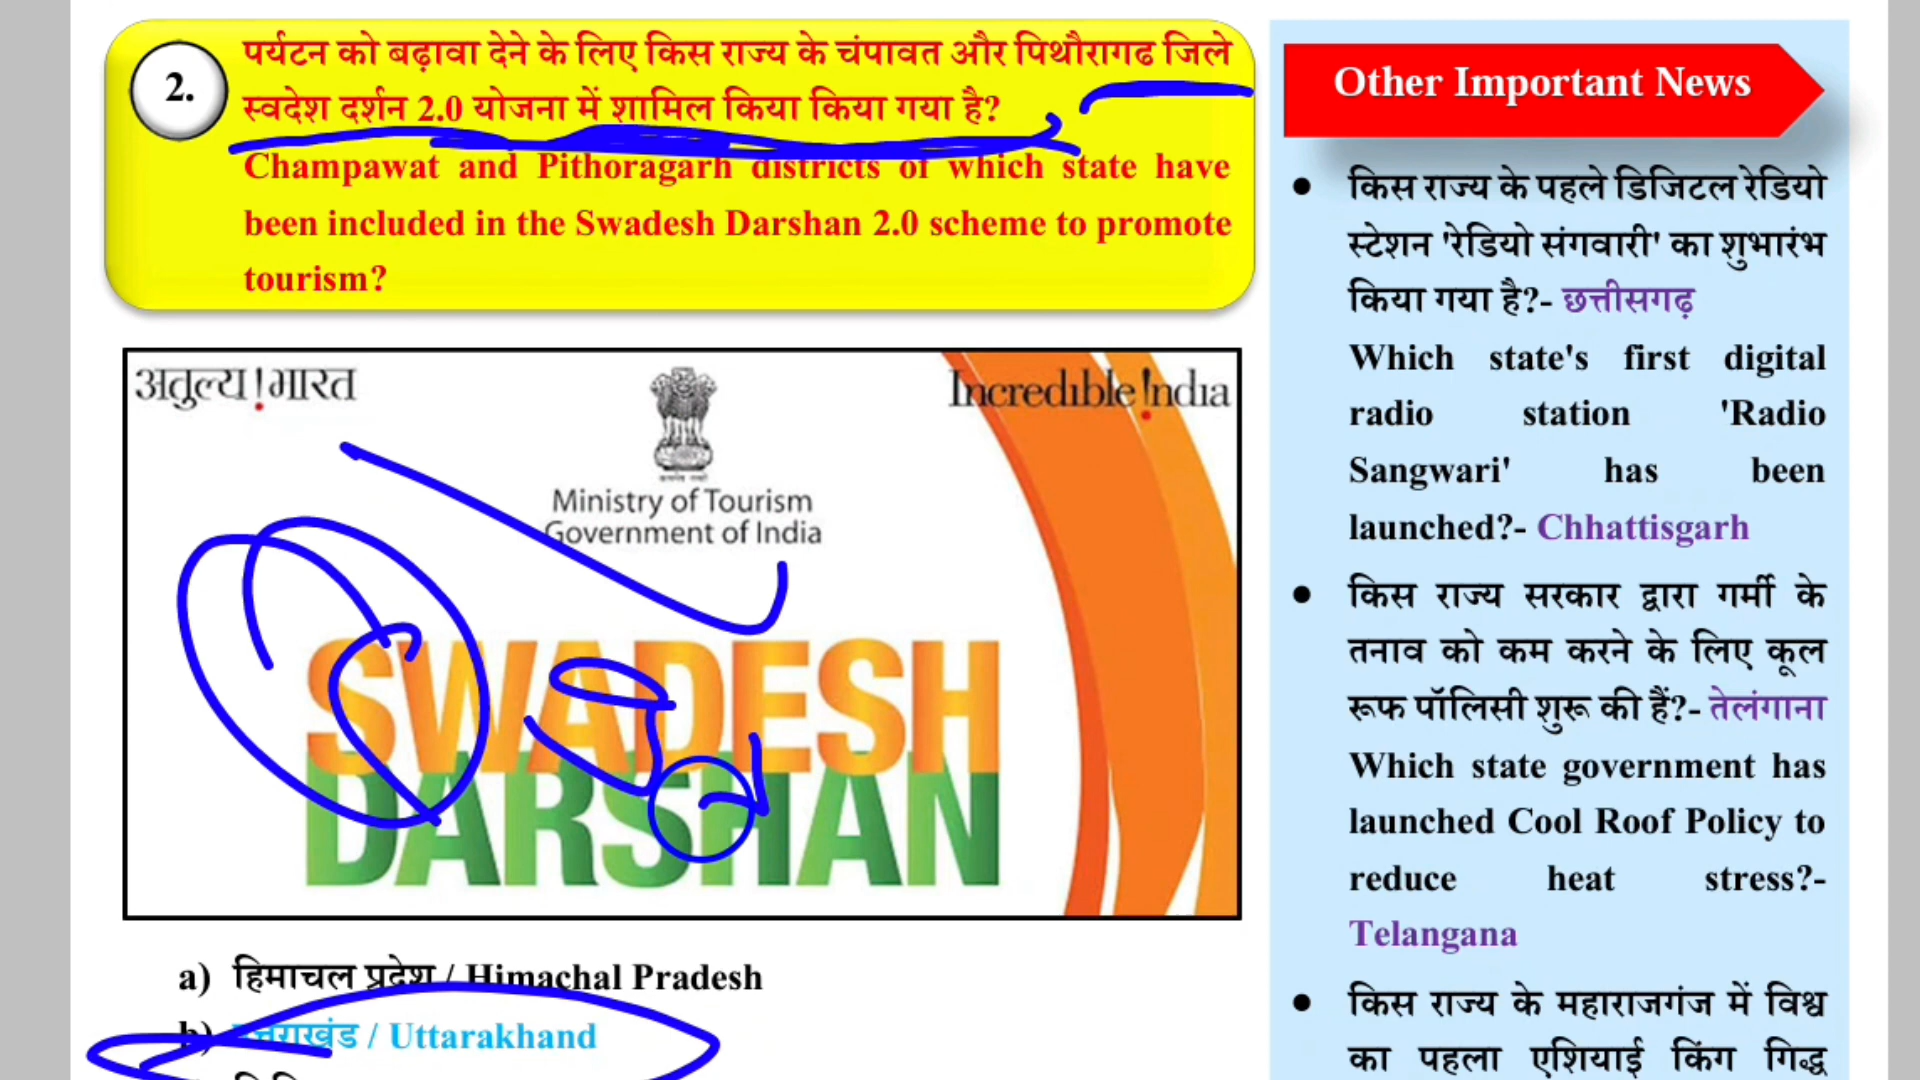 2.
पर्यटन को बढ़ावा देने के लिए किस राज्य के चंपावत और पिथौरागढ जिले
स्वदेश दर्शन 2.0 योजना में शामिल किया किया गया है?
Champawat and Pithoragarh districts of which state have
been included in the Swadesh Darshan 2.0 scheme to promote
tourism?
अतुल्य!भारत
Incredible!ndia
Ministry of Tourism
Government of India
SWADESH
DARSHAN
a) हिमाचल प्रदेश / Himachal Pradesh
b) उत्तराखंड / Uttarakhand
Other Important News
• किस राज्य के पहले डिजिटल रेडियो
स्टेशन 'रेडियो संगवारी' का शुभारंभ
किया गया है?- छत्तीसगढ़
Which state's first digital
radio station 'Radio
Sangwari' has been
launched?- Chhattisgarh
• किस राज्य सरकार द्वारा गर्मी के
तनाव को कम करने के लिए कूल
रूफ पॉलिसी शुरू की हैं?- तेलंगाना
Which state government has
launched Cool Roof Policy to
reduce heat stress?-
Telangana
• किस राज्य के महाराजगंज में विश्व
का पहला एशियाई किंग गिद्ध